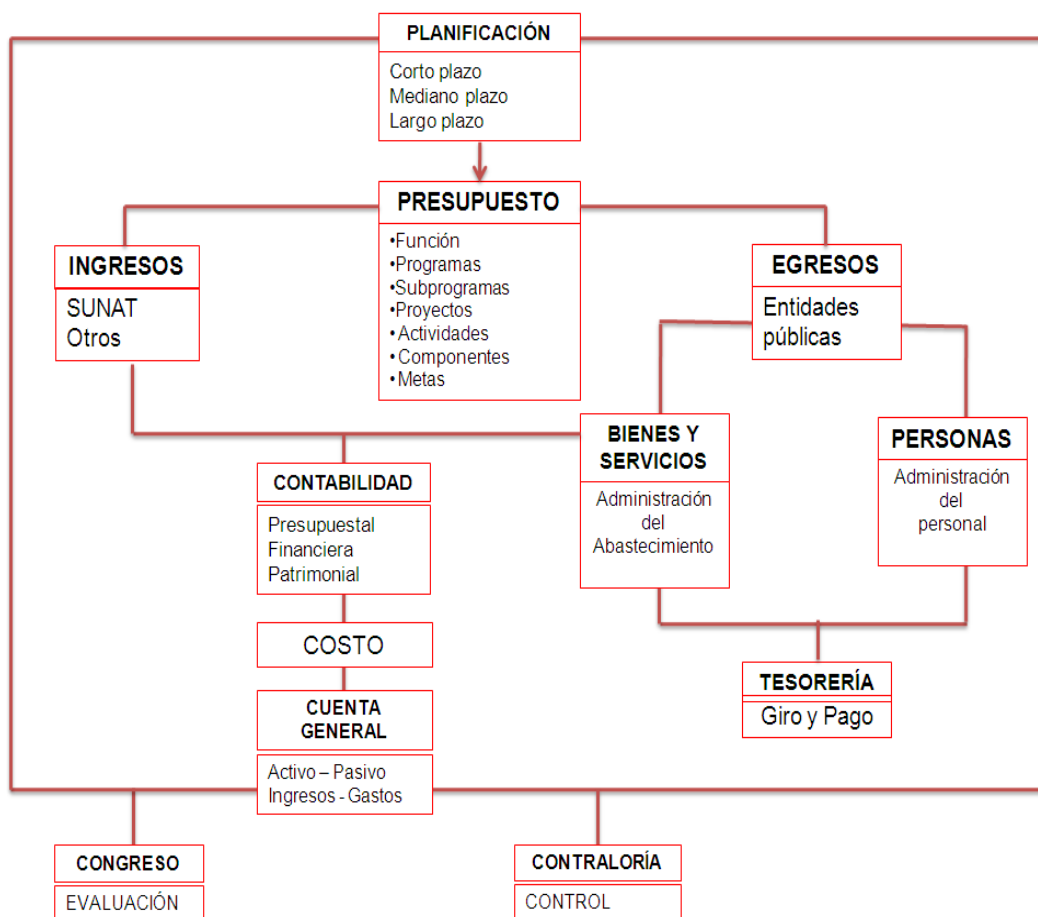 PLANIFICACIÓN
Corto plazo
Mediano plazo
Largo plazo
PRESUPUESTO
•Función
•Programas
•Subprogramas
•Proyectos
•Actividades
•Componentes
•Metas
INGRESOS
SUNAT
Otros
EGRESOS
Entidades
públicas
BIENES Y
SERVICIOS
Administración
del
Abastecimiento
PERSONAS
Administración
del
personal
CONTABILIDAD
Presupuestal
Financiera
Patrimonial
COSTO
CUENTA
GENERAL
Activo – Pasivo
Ingresos - Gastos
TESORERÍA
Giro y Pago
CONGRESO
EVALUACIÓN
CONTRALORÍA
CONTROL